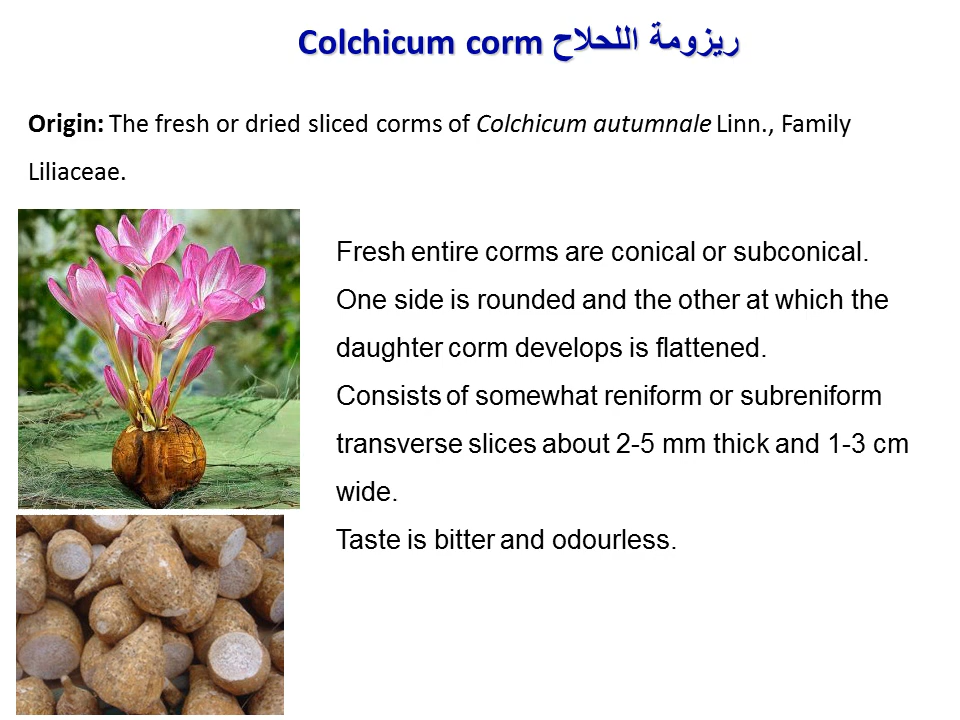 Colchicum corm ريزومة اللحلاح
Origin: The fresh or dried sliced corms of Colchicum autumnale Linn., Family
Liliaceae.
Fresh entire corms are conical or subconical.
One side is rounded and the other at which the
daughter corm develops is flattened.
Consists of somewhat reniform or subreniform
transverse slices about 2-5 mm thick and 1-3 cm
wide.
Taste is bitter and odourless.